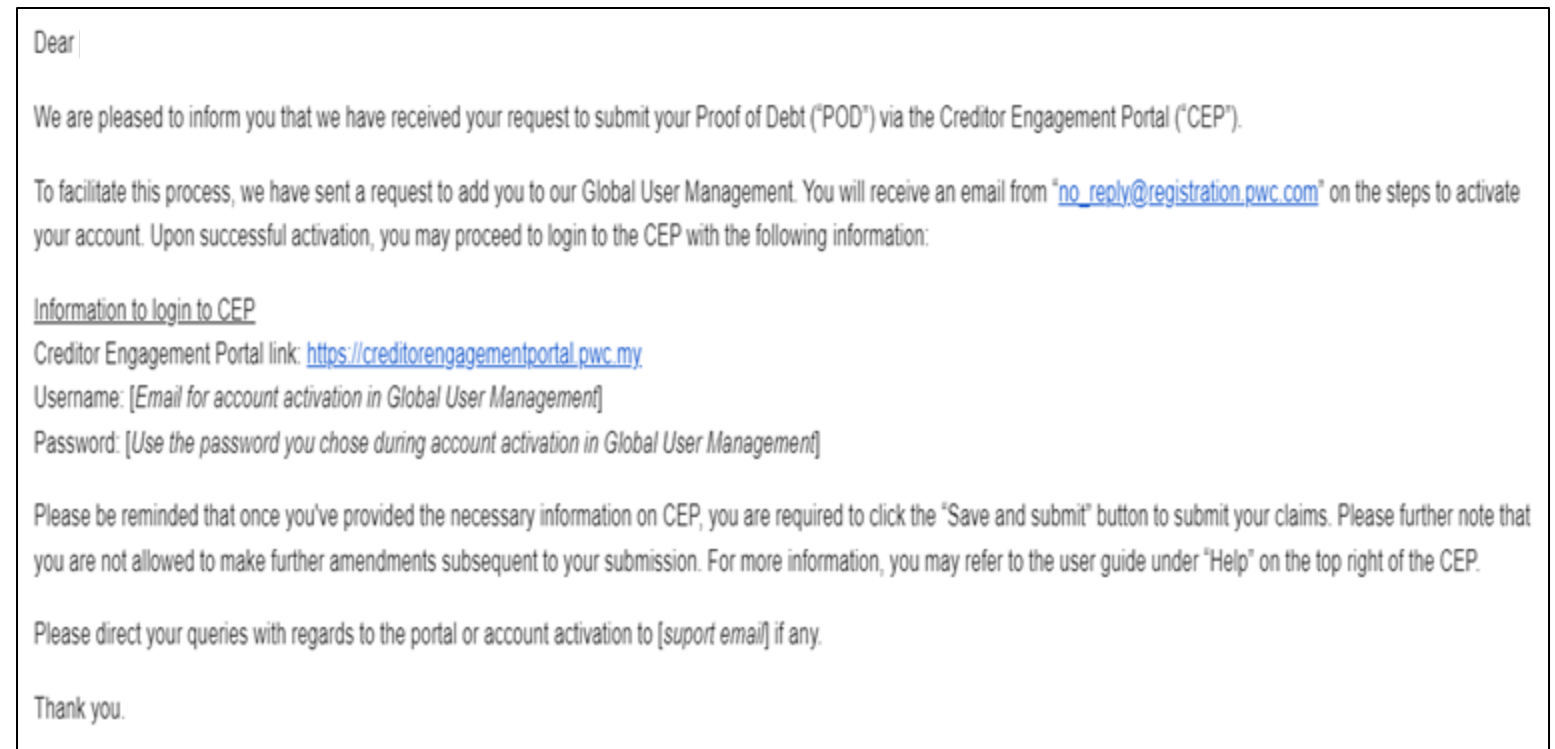 Dear
We are pleased to inform you that we have received your request to submit your Proof of Debt (“POD”) via the Creditor Engagement Portal (“CEP”).
To facilitate this process, we have sent a request to add you to our Global User Management. You will receive an email from “no_reply@registration.pwc.com” on the steps to activate
your account. Upon successful activation, you may proceed to login to the CEP with the following information:
Information to login to CEP
Creditor Engagement Portal link: https://creditorengagementportal.pwc.my
Username: [Email for account activation in Global User Management]
Password: [Use the password you chose during account activation in Global User Management]
Please be reminded that once you've provided the necessary information on CEP, you are required to click the “Save and submit” button to submit your claims. Please further note that
you are not allowed to make further amendments subsequent to your submission. For more information, you may refer to the user guide under “Help” on the top right of the CEP.
Please direct your queries with regards to the portal or account activation to [suport email] if any.
Thank you.